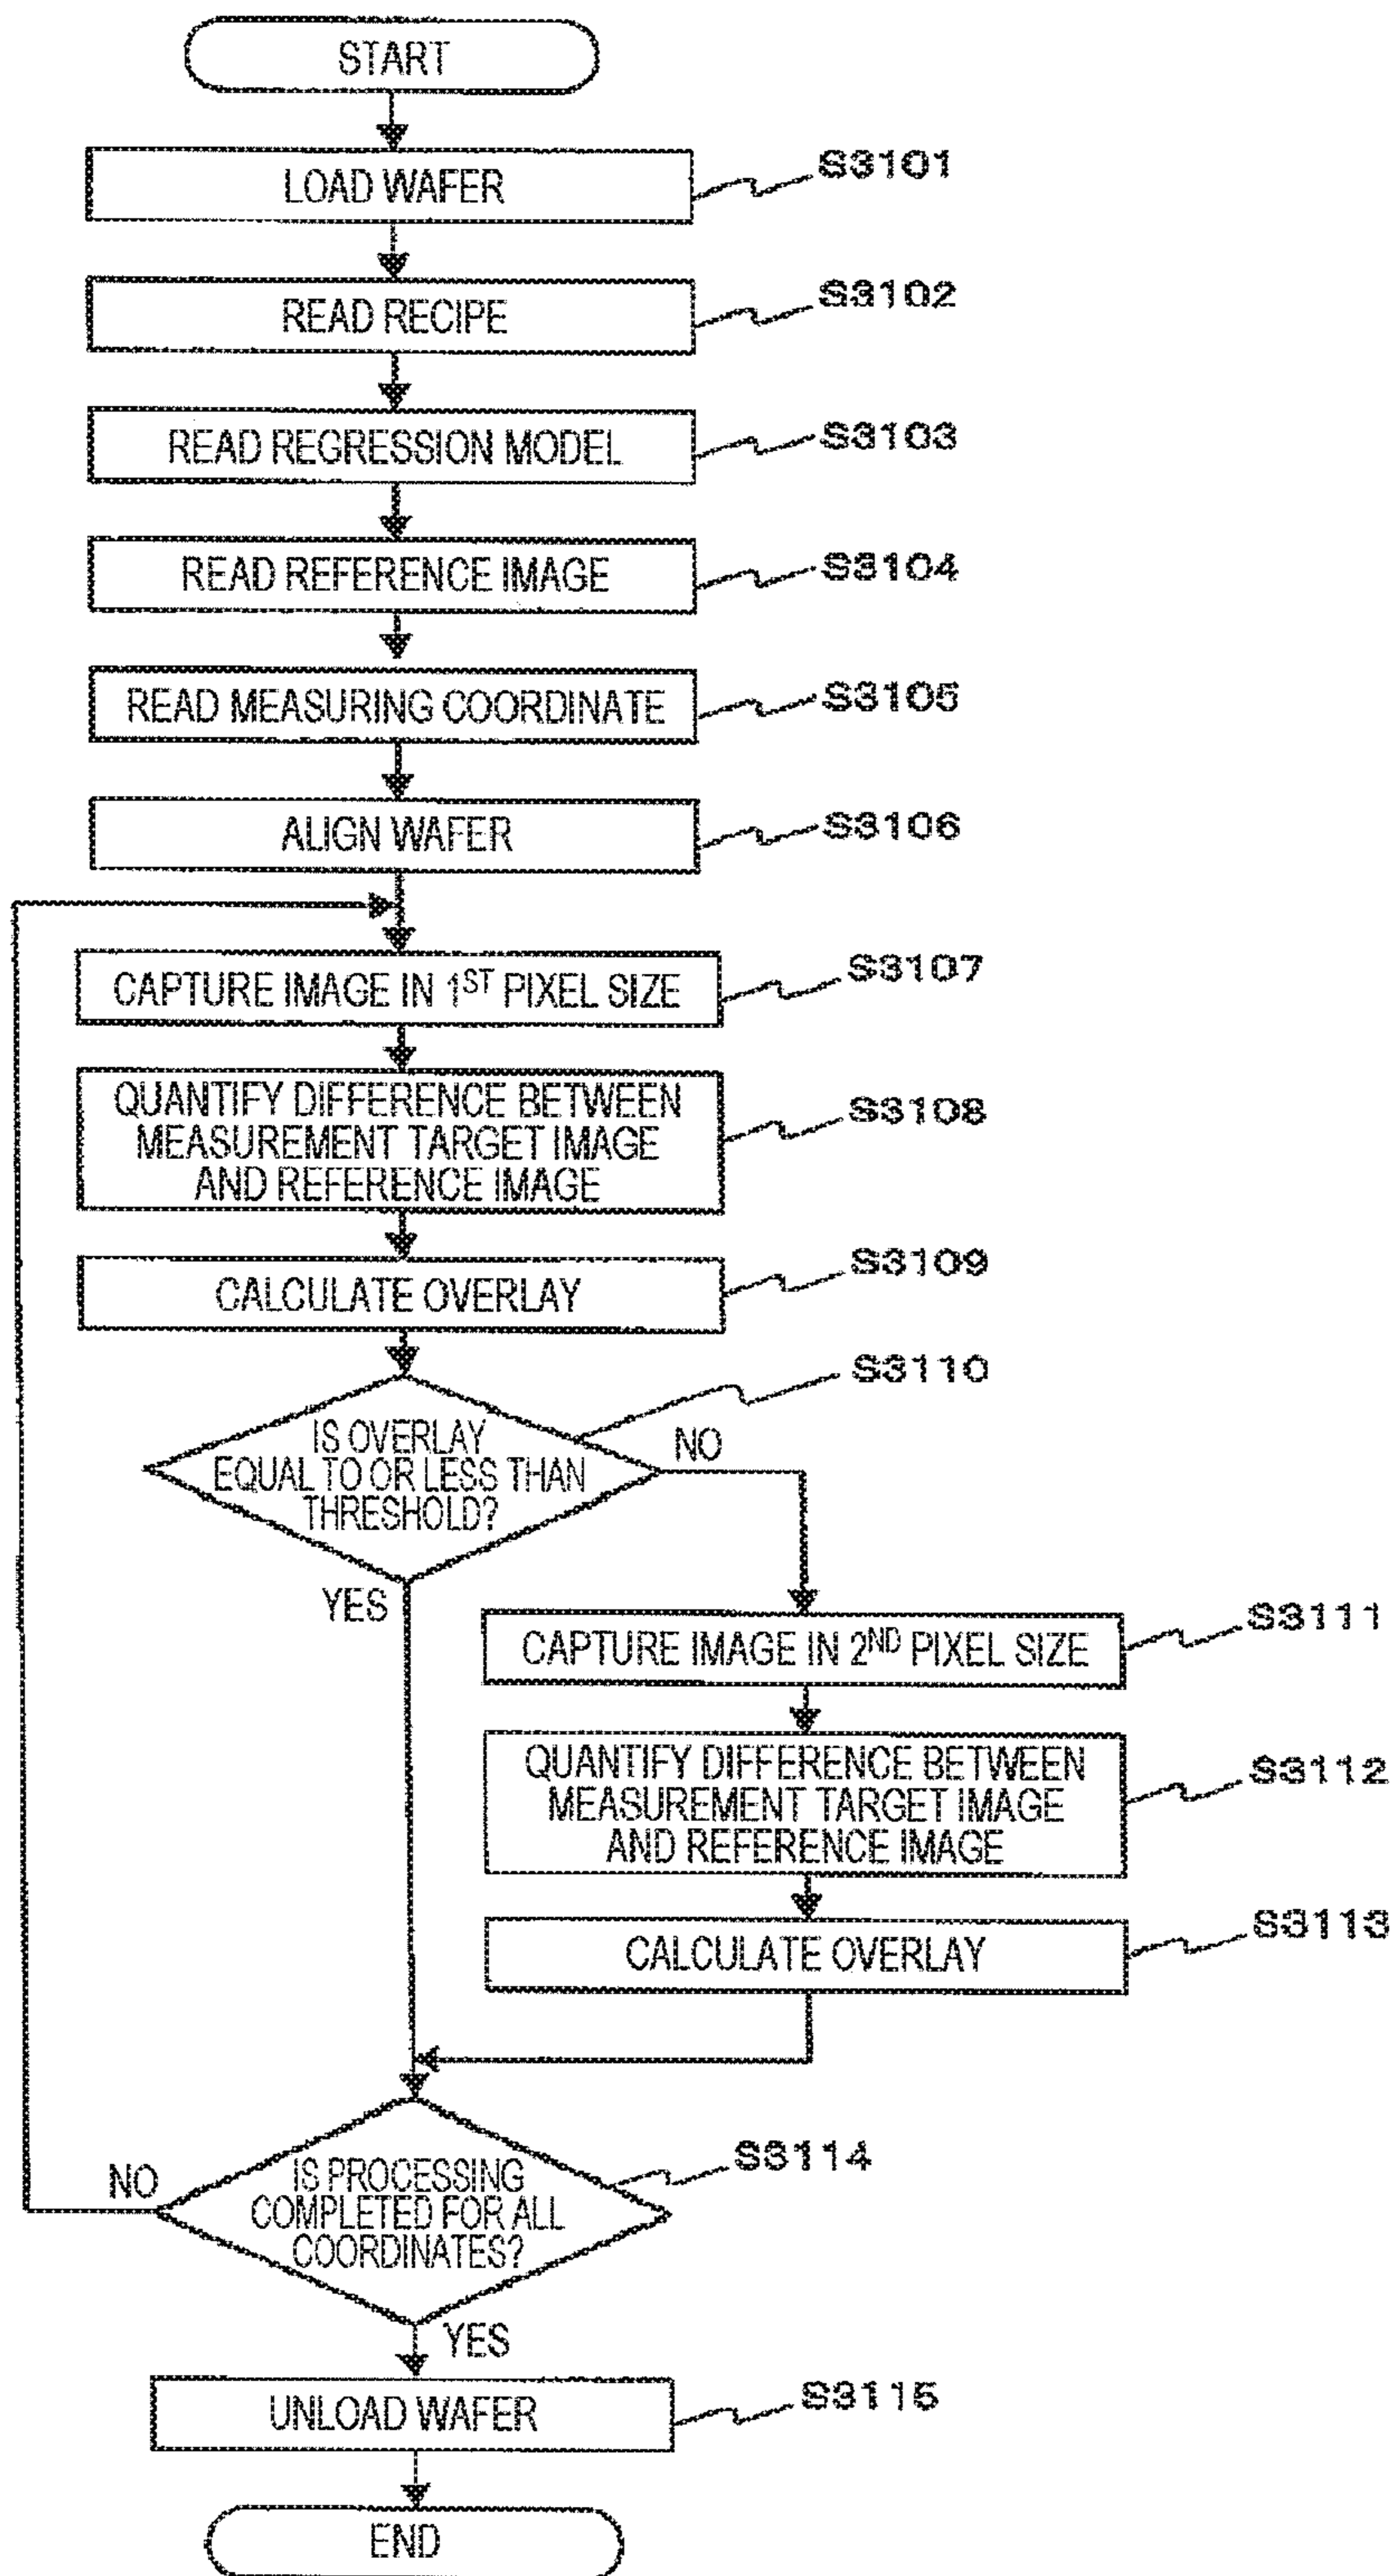 START
LOAD WAFER
S3101
READ RECIPE
S3102
READ REGRESSION MODEL
S3103
READ REFERENCE IMAGE
S3104
READ MEASURING COORDINATE
S3105
ALIGN WAFER
S3106
CAPTURE IMAGE IN 1ST PIXEL SIZE
S3107
QUANTIFY DIFFERENCE BETWEEN
MEASUREMENT TARGET IMAGE
AND REFERENCE IMAGE
S3108
CALCULATE OVERLAY
S3109
IS OVERLAY
EQUAL TO OR LESS THAN
THRESHOLD?
S3110
NO
YES
CAPTURE IMAGE IN 2ND PIXEL SIZE
S3111
QUANTIFY DIFFERENCE BETWEEN
MEASUREMENT TARGET IMAGE
AND REFERENCE IMAGE
S3112
CALCULATE OVERLAY
S3113
IS PROCESSING
COMPLETED FOR ALL
COORDINATES?
S3114
NO
YES
UNLOAD WAFER
S3115
END